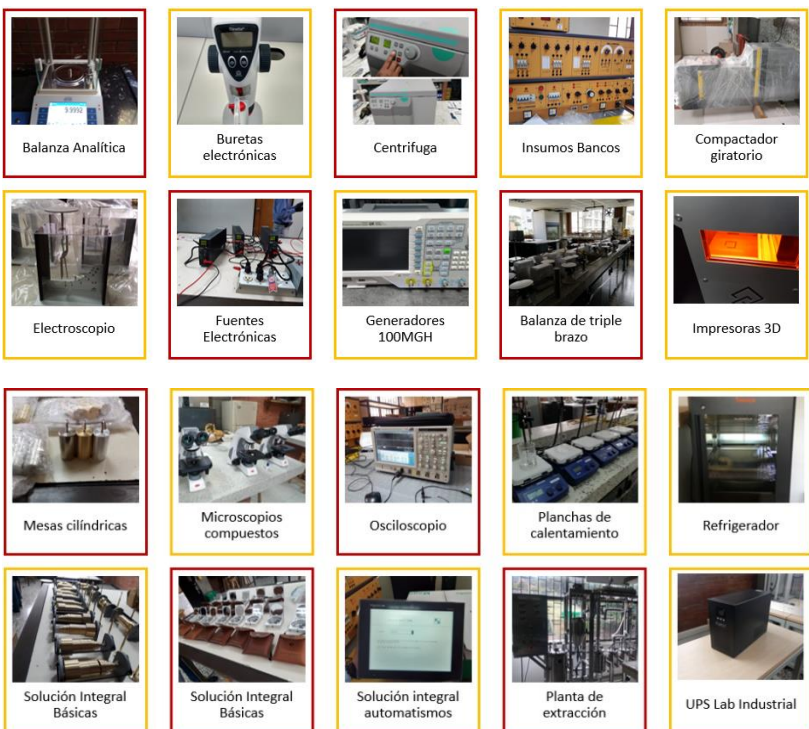 9.9992
Balanza Analítica
Buretas
electrónicas
Centrifuga
Insumos Bancos
Compactador
giratorio
Electroscopio
Fuentes
Electrónicas
Generadores
100MGH
Balanza de triple
brazo
Impresoras 3D
Mesas cilíndricas
Microscopios
compuestos
Osciloscopio
Planchas de
calentamiento
Refrigerador
Solución Integral
Básicas
Solución Integral
Básicas
Solución integral
automatismos
Planta de
extracción
UPS Lab Industrial